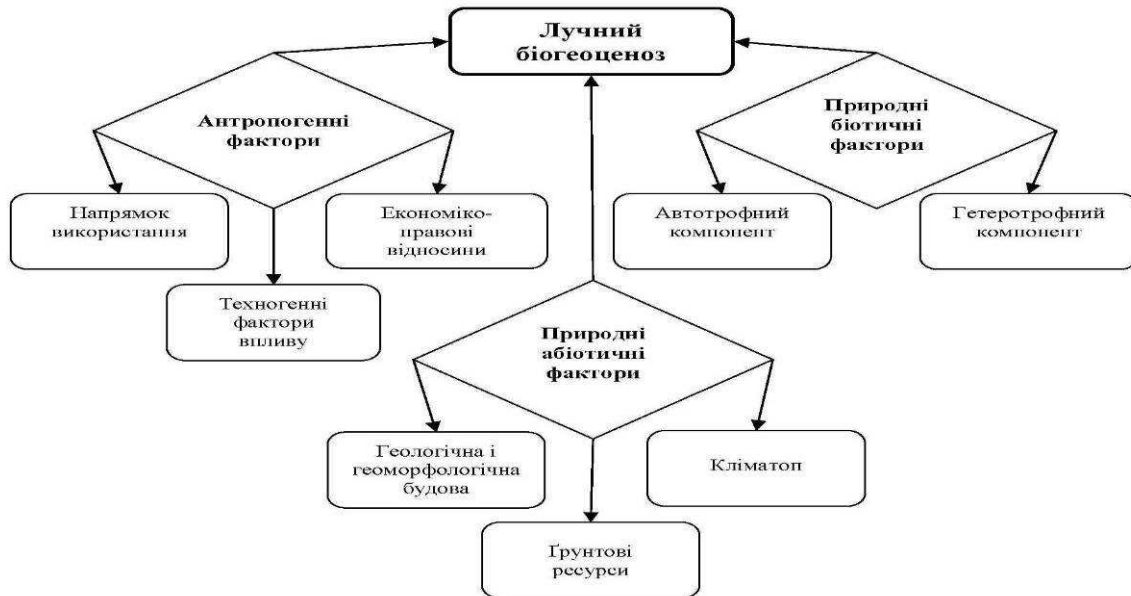 Лучний
біогеоценоз
Антропогенні
фактори
Природні
біотичні
фактори
Напрямок
використання
Економіко-
правові
відносини
Автотрофний
компонент
Гетеротрофний
компонент
Техногенні
фактори
впливу
Природні
абіотичні
фактори
Геологічна і
геоморфологічна
будова
Кліматоп
Ґрунтові
ресурси